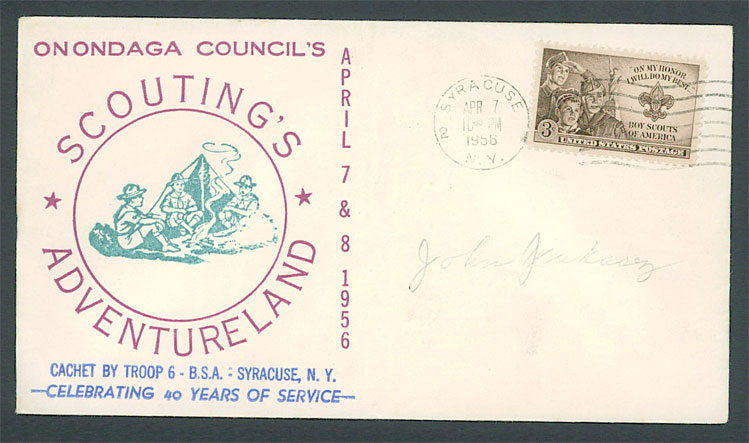 ONONDAGA COUNCIL'S
SCOUTING'S
ADVENTURELAND
APRIL 7 & 8 1956
CACHET BY TROOP 6 - B.S.A. - SYRACUSE, N. Y.
—CELEBRATING 40 YEARS OF SERVICE—
SYRACUSE
APR 7
PM
1956
N.Y.
2
"ON MY HONOR
I WILL DO MY BEST"
BOY SCOUTS
OF AMERICA
3¢
UNITED STATES POSTAGE
John